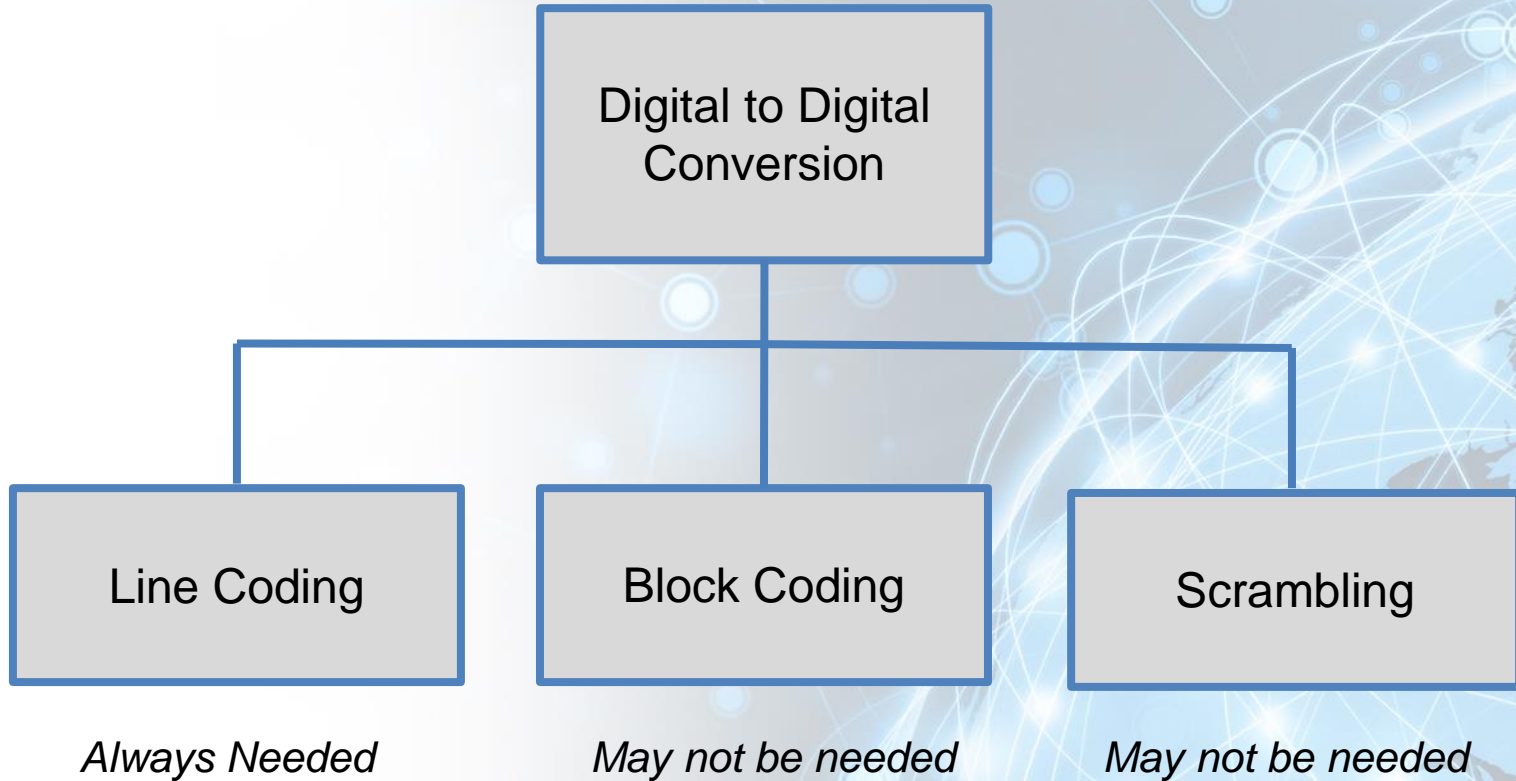 Digital to Digital
Conversion
Line Coding
Block Coding
Scrambling
Always Needed
May not be needed
May not be needed